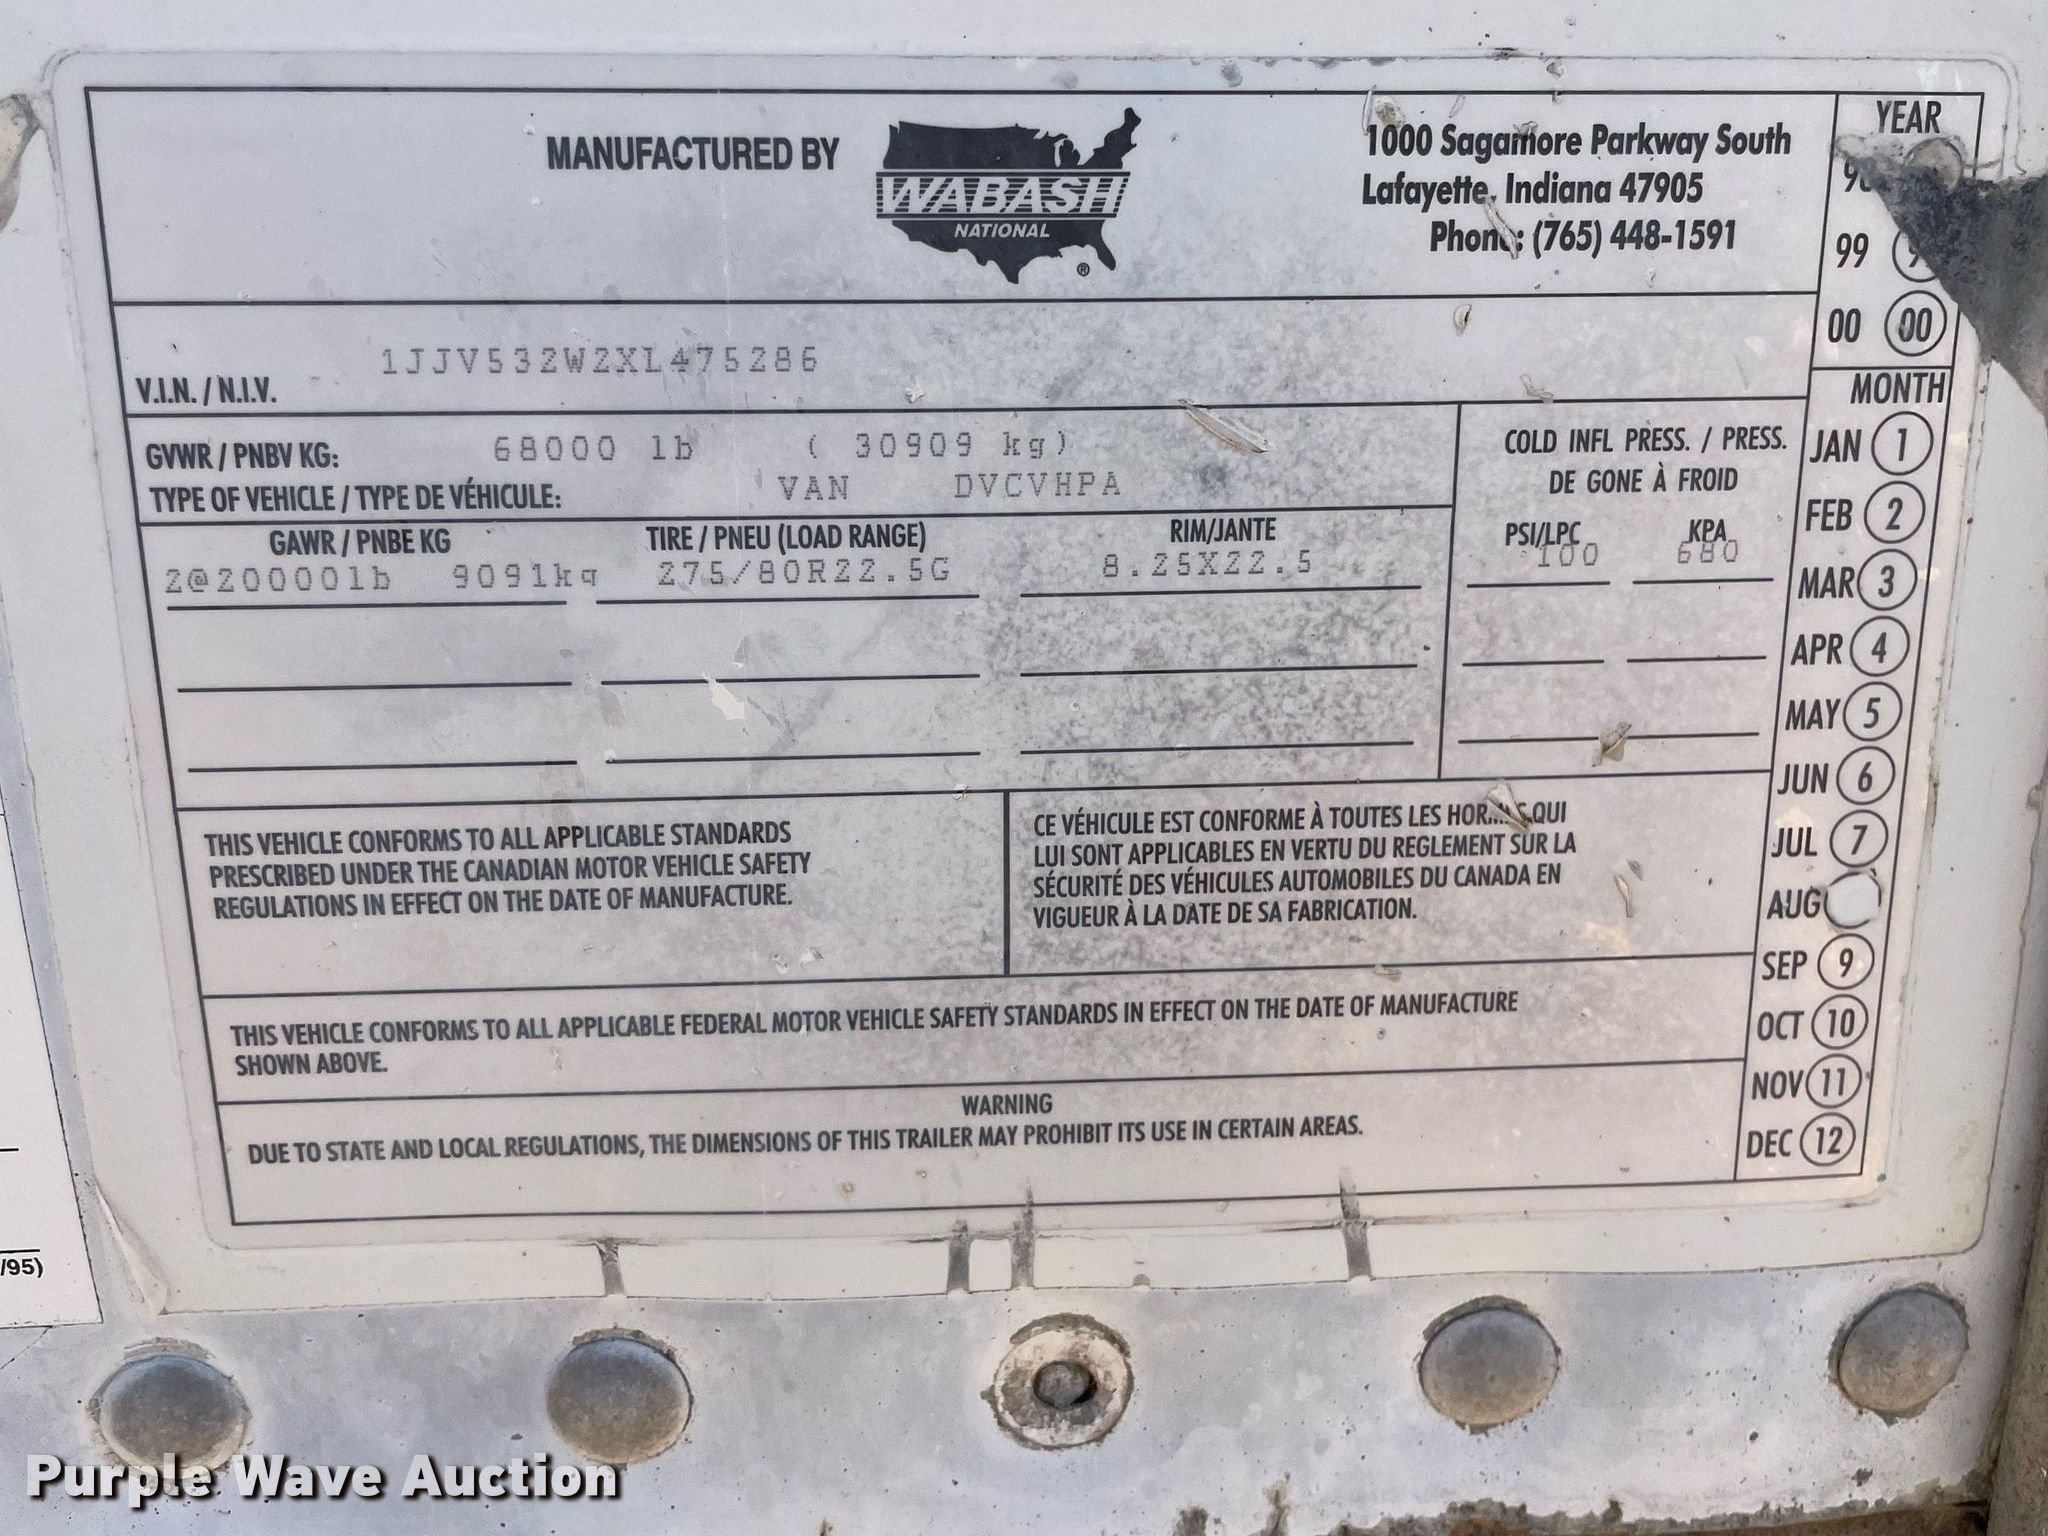 MANUFACTURED BY
WABASH
NATIONAL
®
1000 Sagamore Parkway South
Lafayette, Indiana 47905
Phone: (765) 448-1591
V.I.N. / N.I.V. 1JJV532W2XL475286
GVWR / PNBV KG: 68000 lb ( 30909 kg)
TYPE OF VEHICLE / TYPE DE VÉHICULE: VAN DVCVHPA
COLD INFL PRESS. / PRESS.
DE GONE À FROID
GAWR / PNBE KG TIRE / PNEU (LOAD RANGE) RIM/JANTE PSI/LPC KPA
2@20000lb 9091kg 275/80R22.5G 8.25X22.5 100 680
THIS VEHICLE CONFORMS TO ALL APPLICABLE STANDARDS
PRESCRIBED UNDER THE CANADIAN MOTOR VEHICLE SAFETY
REGULATIONS IN EFFECT ON THE DATE OF MANUFACTURE.
CE VÉHICULE EST CONFORME À TOUTES LES QUI
LUI SONT APPLICABLES EN VERTU DU REGLEMENT SUR LA
SÉCURITÉ DES VÉHICULES AUTOMOBILES DU CANADA EN
VIGUEUR À LA DATE DE SA FABRICATION.
THIS VEHICLE CONFORMS TO ALL APPLICABLE FEDERAL MOTOR VEHICLE SAFETY STANDARDS IN EFFECT ON THE DATE OF MANUFACTURE
SHOWN ABOVE.
WARNING
DUE TO STATE AND LOCAL REGULATIONS, THE DIMENSIONS OF THIS TRAILER MAY PROHIBIT ITS USE IN CERTAIN AREAS.
YEAR
99
00 00
MONTH
JAN 1
FEB 2
MAR 3
APR 4
MAY 5
JUN 6
JUL 7
AUG
SEP 9
OCT 10
NOV 11
DEC 12
/95)
Purple Wave Auction